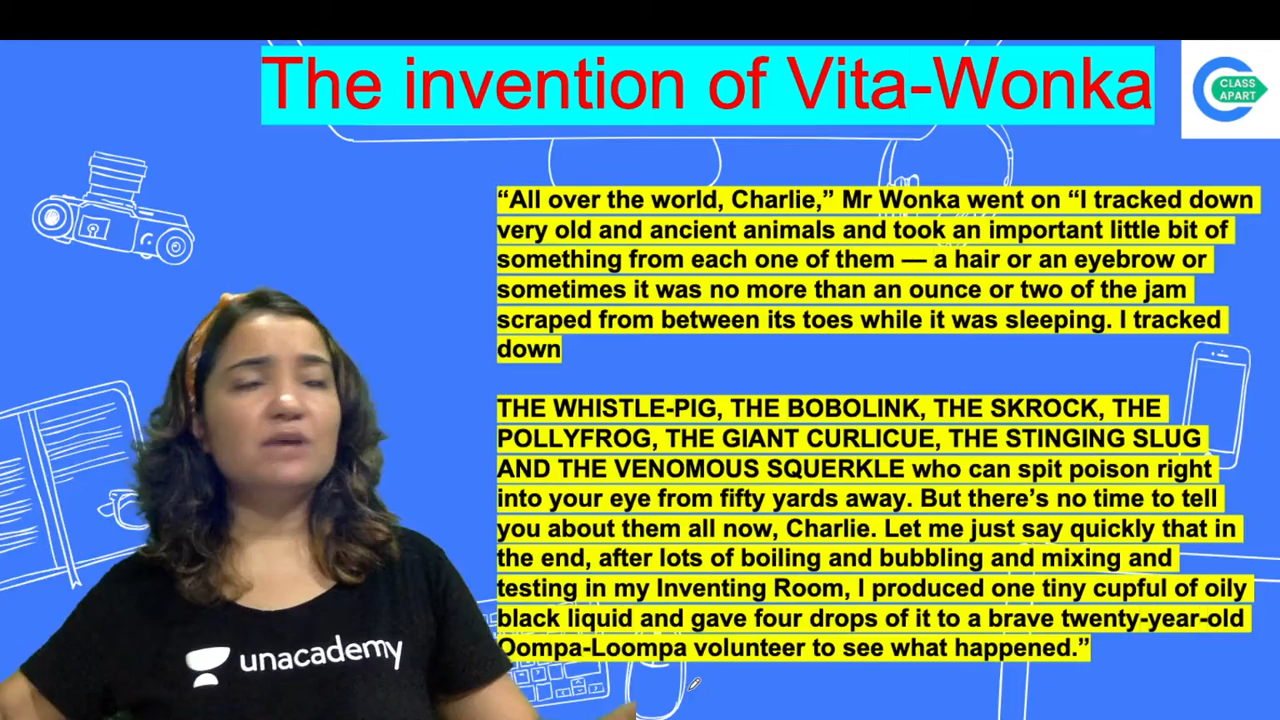 The invention of Vita-Wonka
CLASS
APART
“All over the world, Charlie,” Mr Wonka went on “I tracked down
very old and ancient animals and took an important little bit of
something from each one of them — a hair or an eyebrow or
sometimes it was no more than an ounce or two of the jam
scraped from between its toes while it was sleeping. I tracked
down
THE WHISTLE-PIG, THE BOBOLINK, THE SKROCK, THE
POLLYFROG, THE GIANT CURLICUE, THE STINGING SLUG
AND THE VENOMOUS SQUERKLE who can spit poison right
into your eye from fifty yards away. But there’s no time to tell
you about them all now, Charlie. Let me just say quickly that in
the end, after lots of boiling and bubbling and mixing and
testing in my Inventing Room, I produced one tiny cupful of oily
black liquid and gave four drops of it to a brave twenty-year-old
Oompa-Loompa volunteer to see what happened.”
unacademy